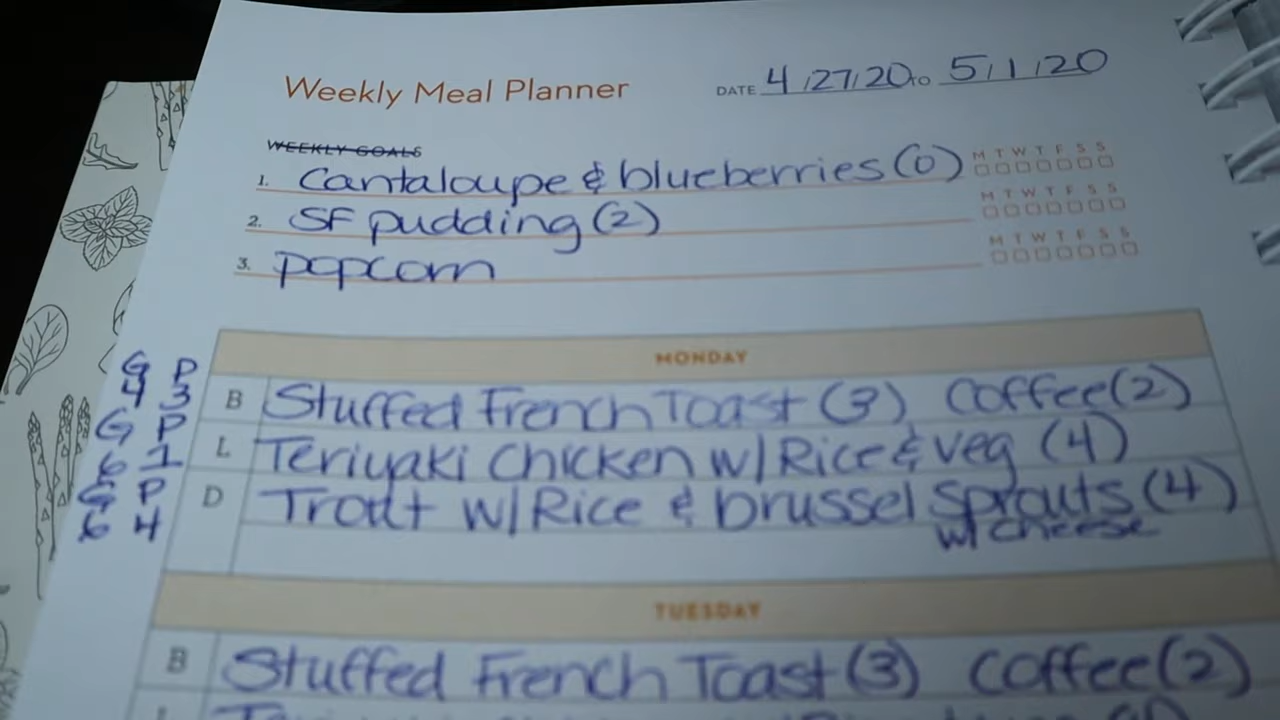 Weekly Meal Planner DATE 4/27/20 TO 5/1/20
WEEKLY GOALS
1. Cantaloupe & blueberries (0) M T W T F S S
2. SF pudding (2) M T W T F S S
3. popcorn M T W T F S S
MONDAY
G P
4 3 B Stuffed French Toast (3) Coffee (2)
G P
6 1 L Teriyaki Chicken w/ Rice & veg (4)
G P
6 4 D Trout w/ Rice & brussel sprouts (4)
w/ cheese
TUESDAY
B Stuffed French Toast (3) Coffee (2)